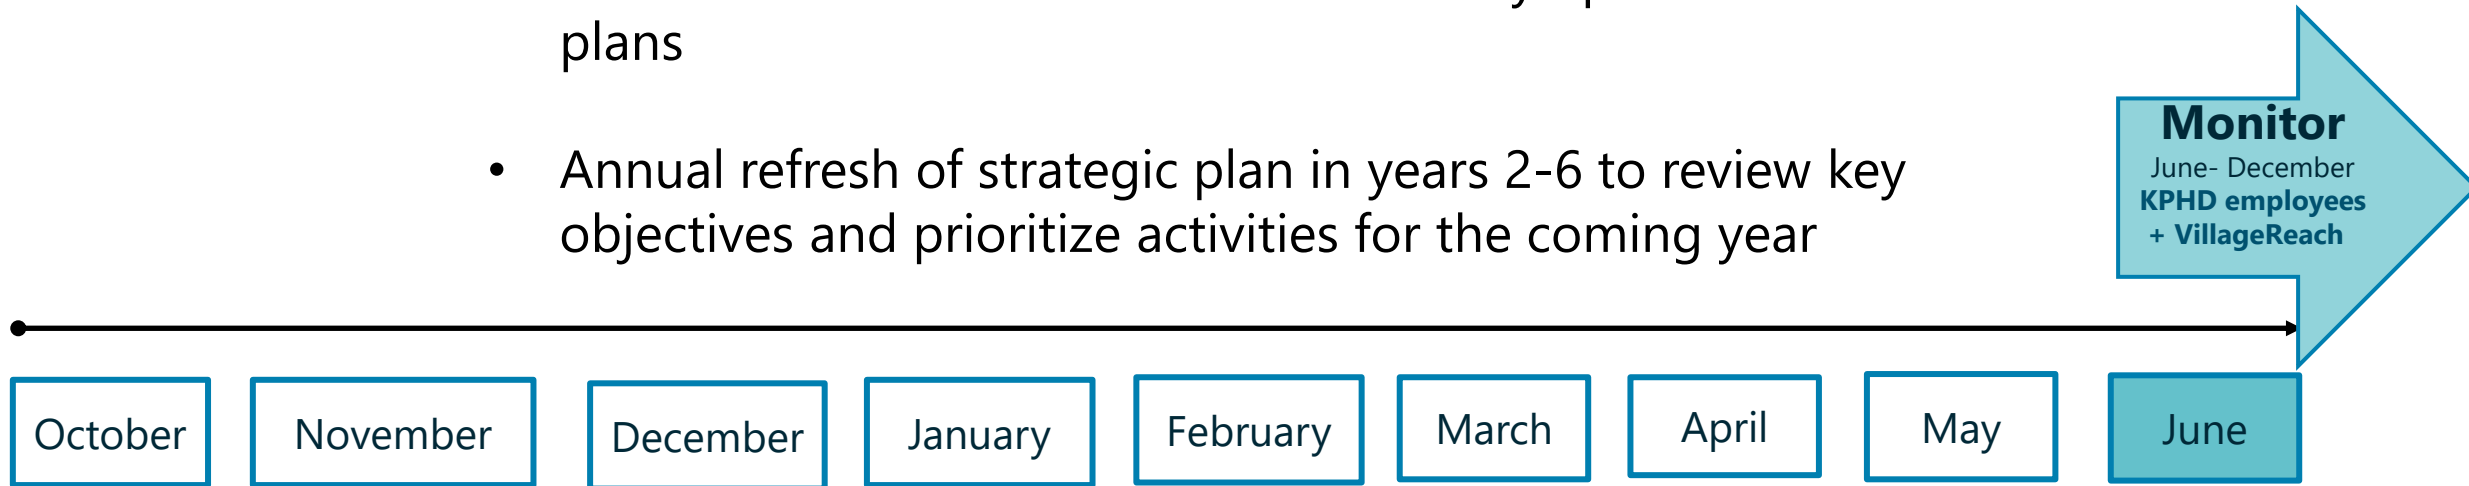 plans
• Annual refresh of strategic plan in years 2-6 to review key
objectives and prioritize activities for the coming year
Monitor
June- December
KPHD employees
+ VillageReach
October
November
December
January
February
March
April
May
June